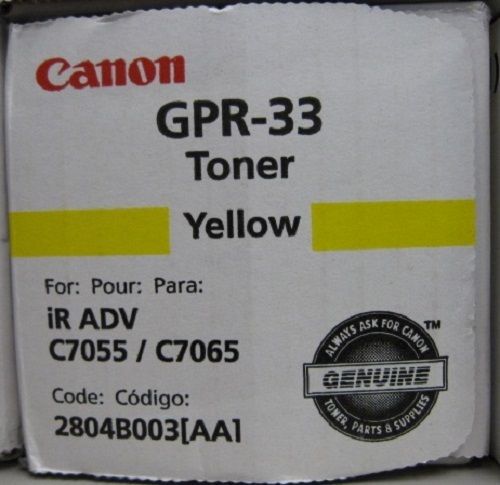 Canon
GPR-33
Toner
Yellow
For: Pour: Para:
iR ADV
C7055 / C7065
Code: Código:
2804B003[AA]
ALWAYS ASK FOR CANON
TM
GENUINE
TONER, PARTS & SUPPLIES